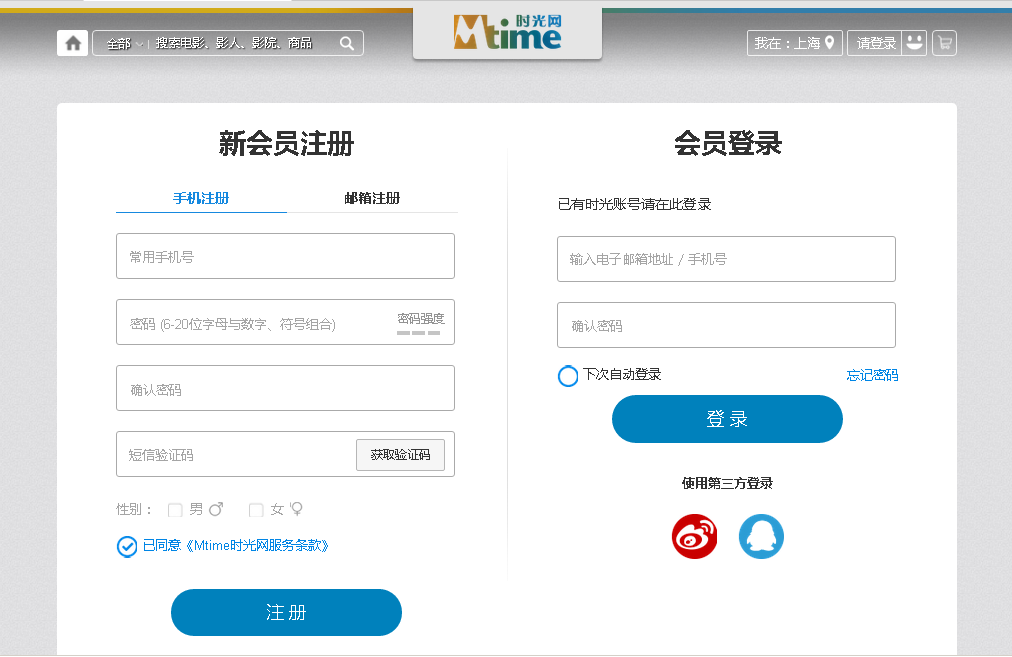 全部 搜索电影、影人、影院、商品
Mtime 时光网
我在：上海
请登录
新会员注册
手机注册 邮箱注册
常用手机号
密码 (6-20位字母与数字、符号组合) 密码强度
确认密码
短信验证码 获取验证码
性别： 男 女
已同意《Mtime时光网服务条款》
注 册
会员登录
已有时光账号请在此登录
输入电子邮箱地址 / 手机号
确认密码
下次自动登录 忘记密码
登 录
使用第三方登录